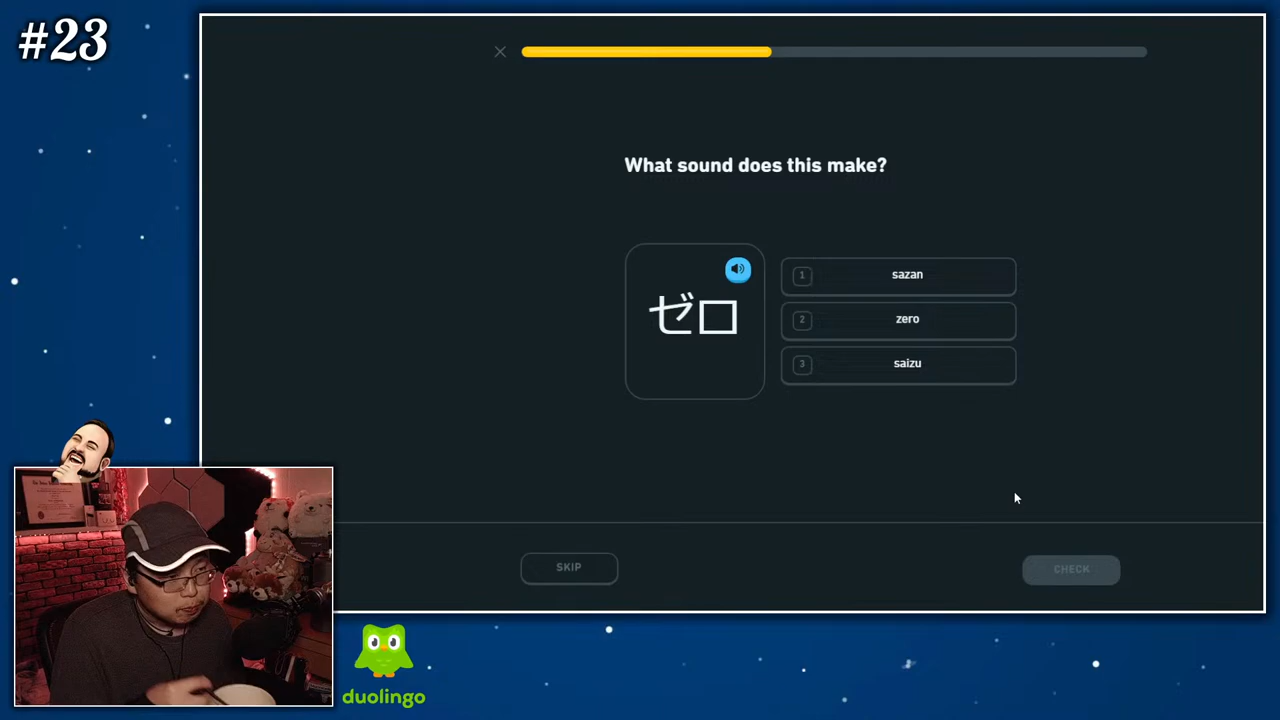 #23
What sound does this make?
ゼロ
1 sazan
2 zero
3 saizu
SKIP
CHECK
duolingo